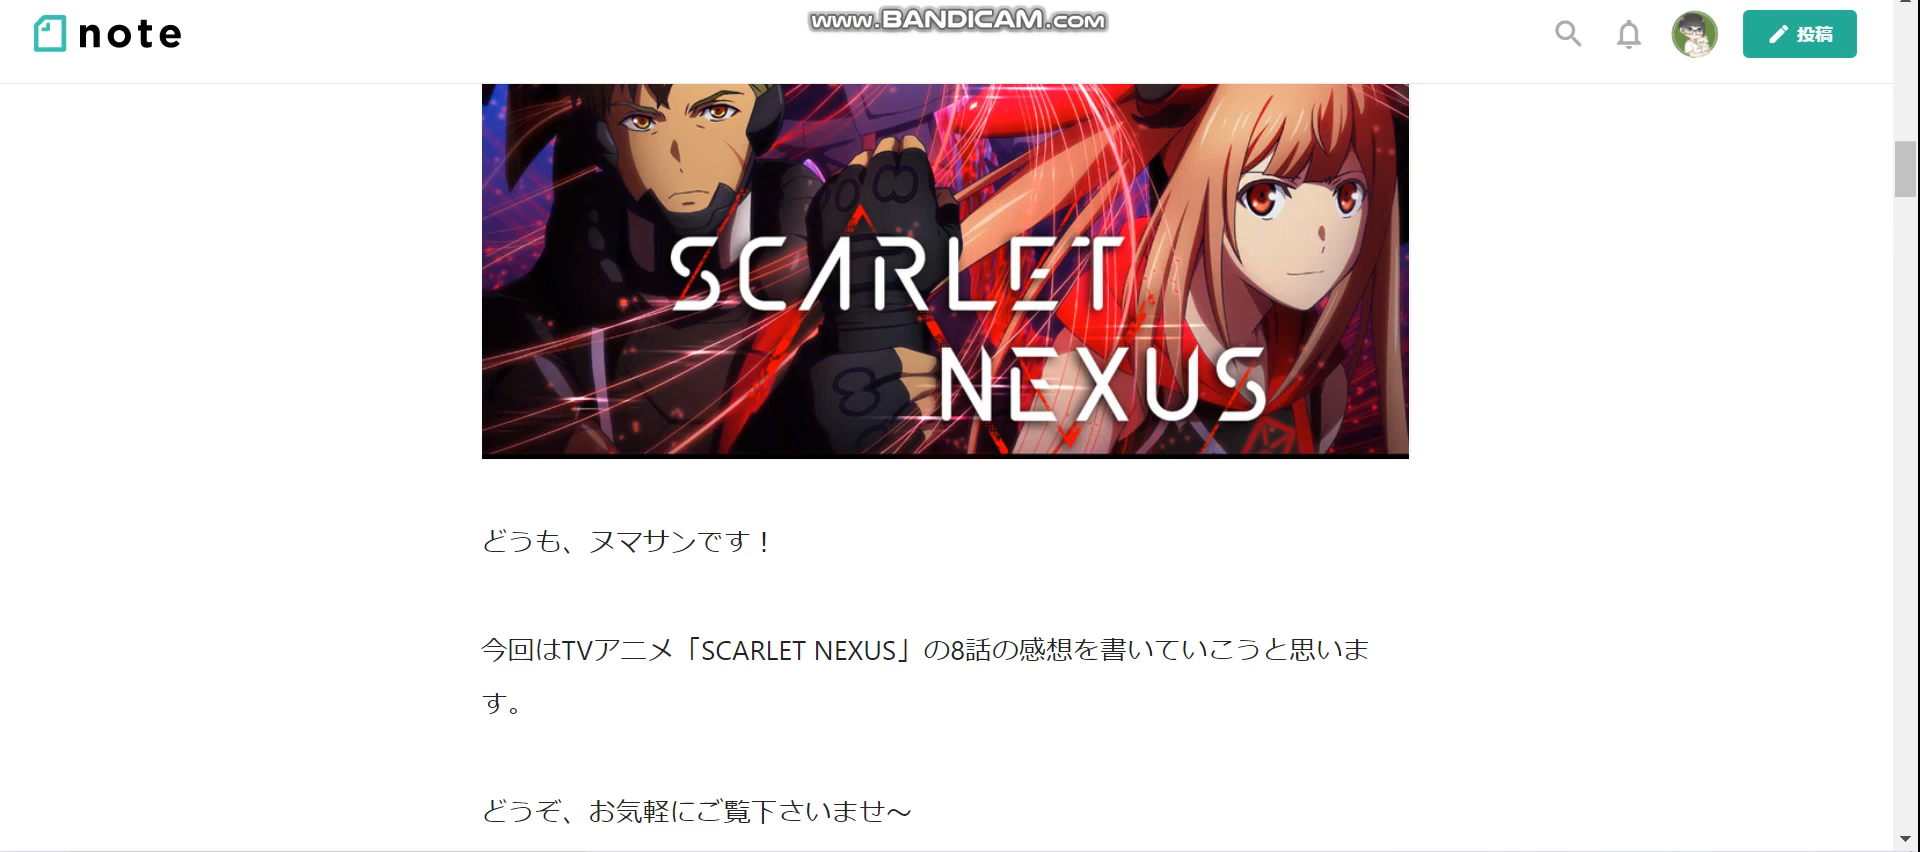 note
www.BANDICAM.com
投稿
SCARLET
NEXUS
どうも、ヌマサンです！
今回はTVアニメ「SCARLET NEXUS」の8話の感想を書いていこうと思いま
す。
どうぞ、お気軽にご覧下さいませ～